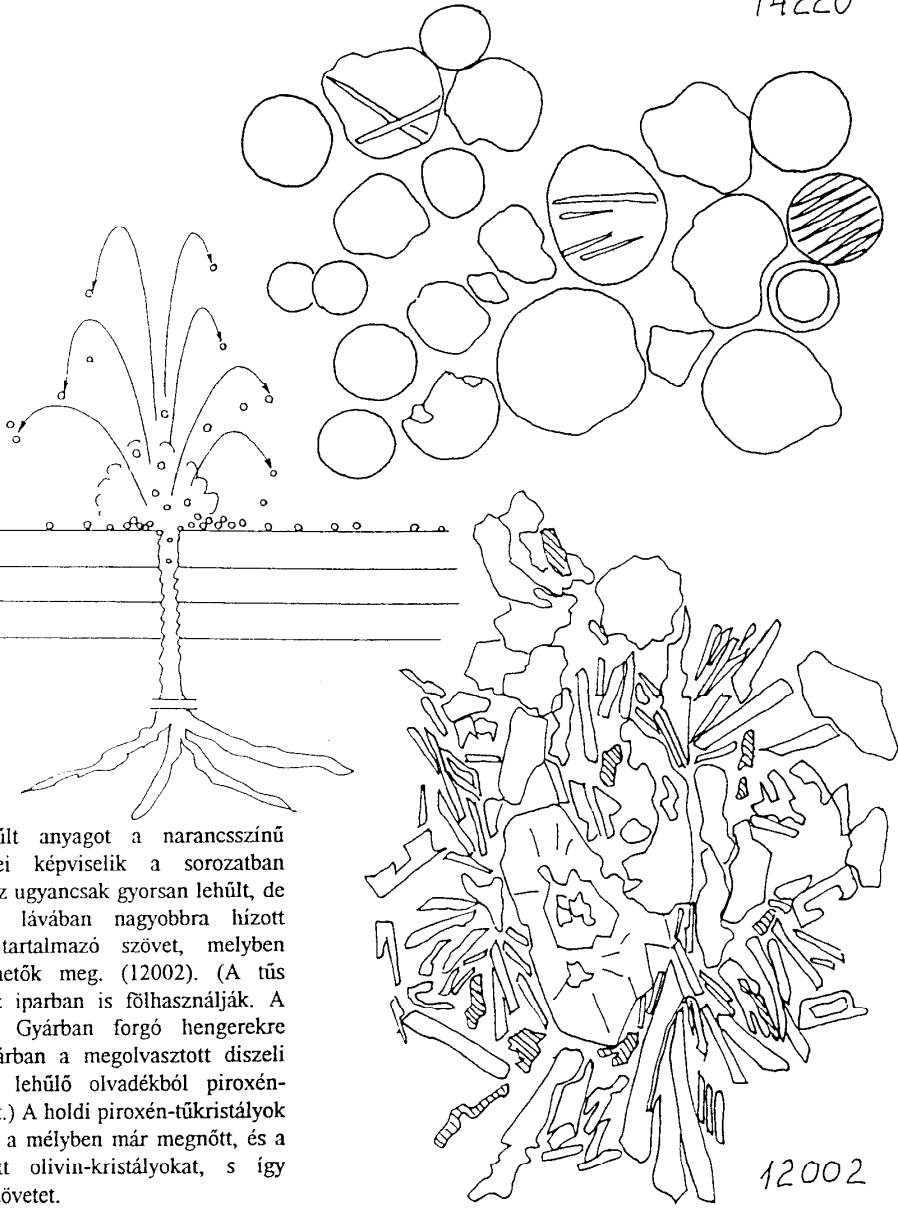 14220
űlt anyagot a narancsszínű
ei képviselik a sorozatban
z ugyancsak gyorsan lehűlt, de
lávában nagyobbra hízott
tartalmazó szövet, melyben
hetők meg. (12002). (A tűs
iparban is fölhasználják. A
Gyárban forgó hengerekre
árban a megolvasztott diszeli
lehűlő olvadékból piroxén-
.) A holdi piroxén-tűkristályok
a mélyben már megnőtt, és a
tt olivin-kristályokat, s így
zövetet.
12002